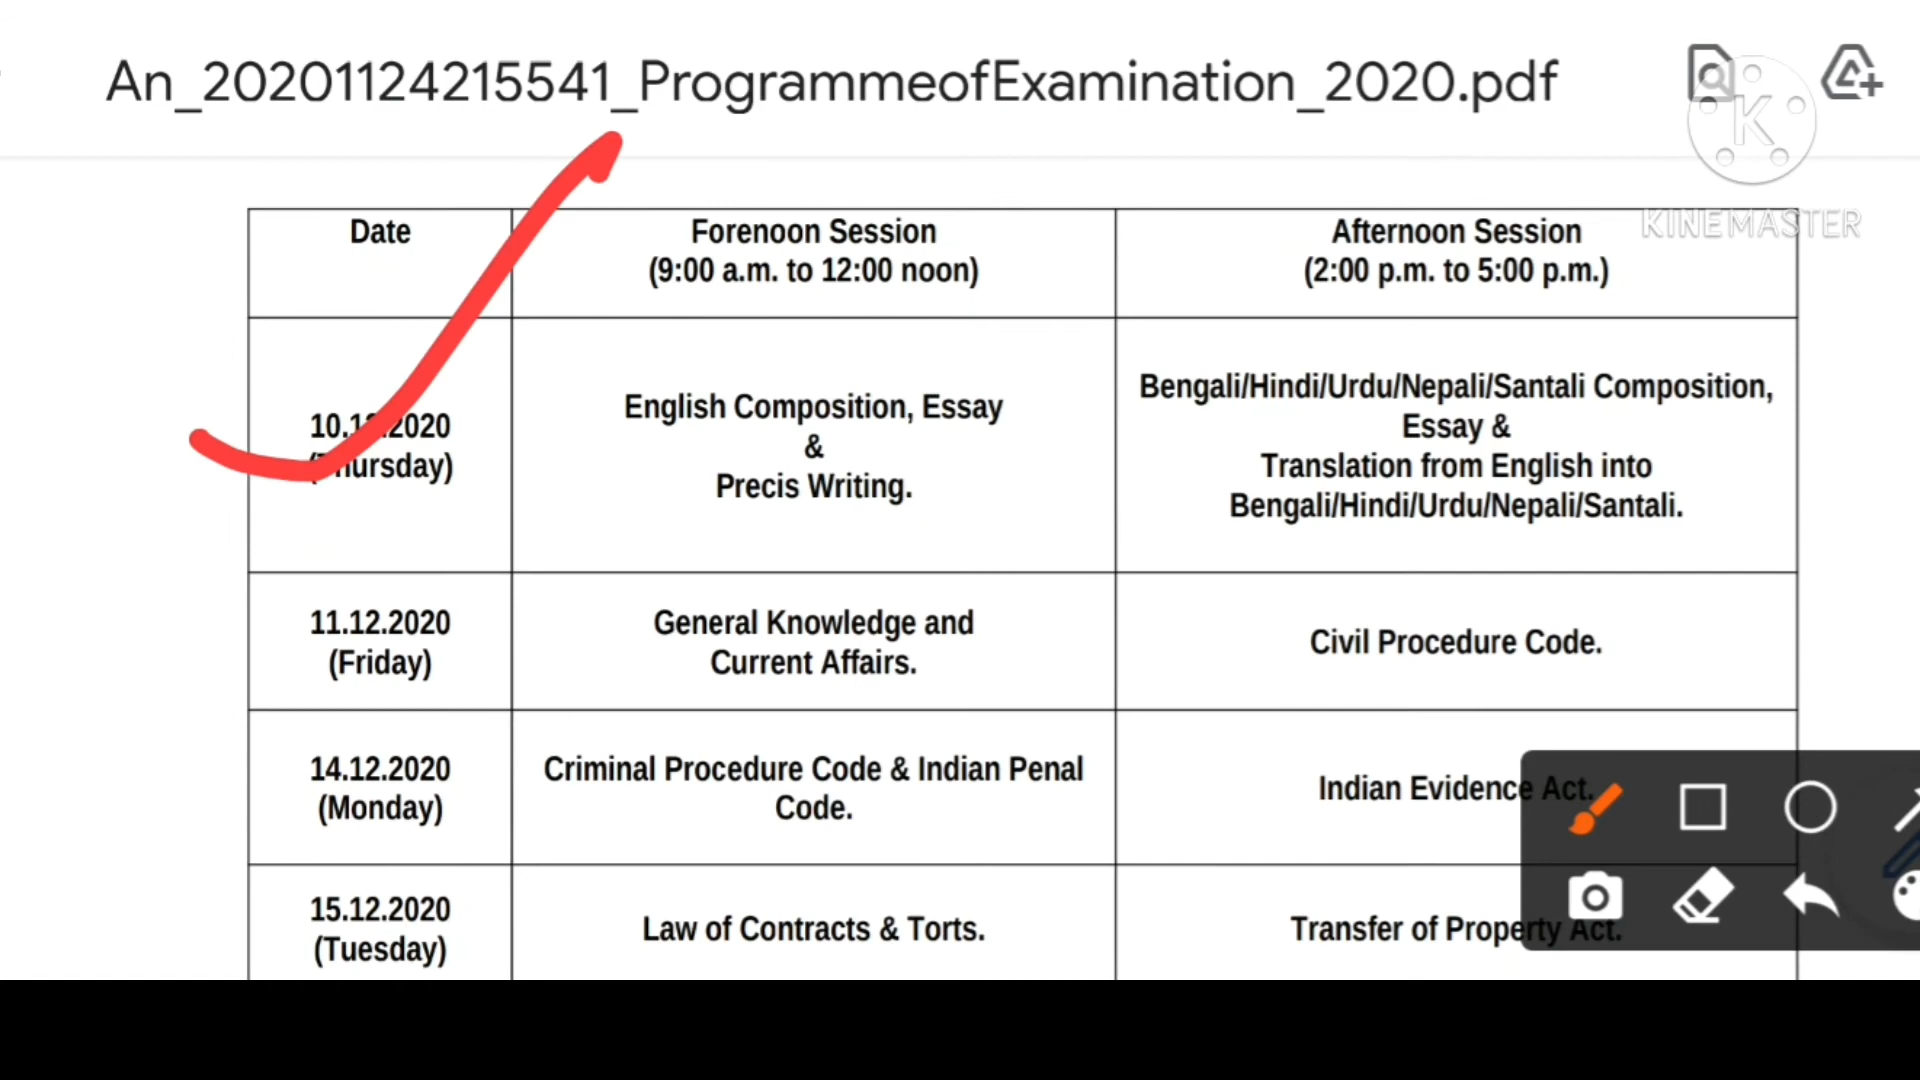 An_20201124215541_ProgrammeofExamination_2020.pdf
K
KINEMASTER
Date
Forenoon Session
(9:00 a.m. to 12:00 noon)
Afternoon Session
(2:00 p.m. to 5:00 p.m.)
10.12.2020
(Thursday)
English Composition, Essay
&
Precis Writing.
Bengali/Hindi/Urdu/Nepali/Santali Composition,
Essay &
Translation from English into
Bengali/Hindi/Urdu/Nepali/Santali.
11.12.2020
(Friday)
General Knowledge and
Current Affairs.
Civil Procedure Code.
14.12.2020
(Monday)
Criminal Procedure Code & Indian Penal
Code.
Indian Evidence Act.
15.12.2020
(Tuesday)
Law of Contracts & Torts.
Transfer of Property Act.